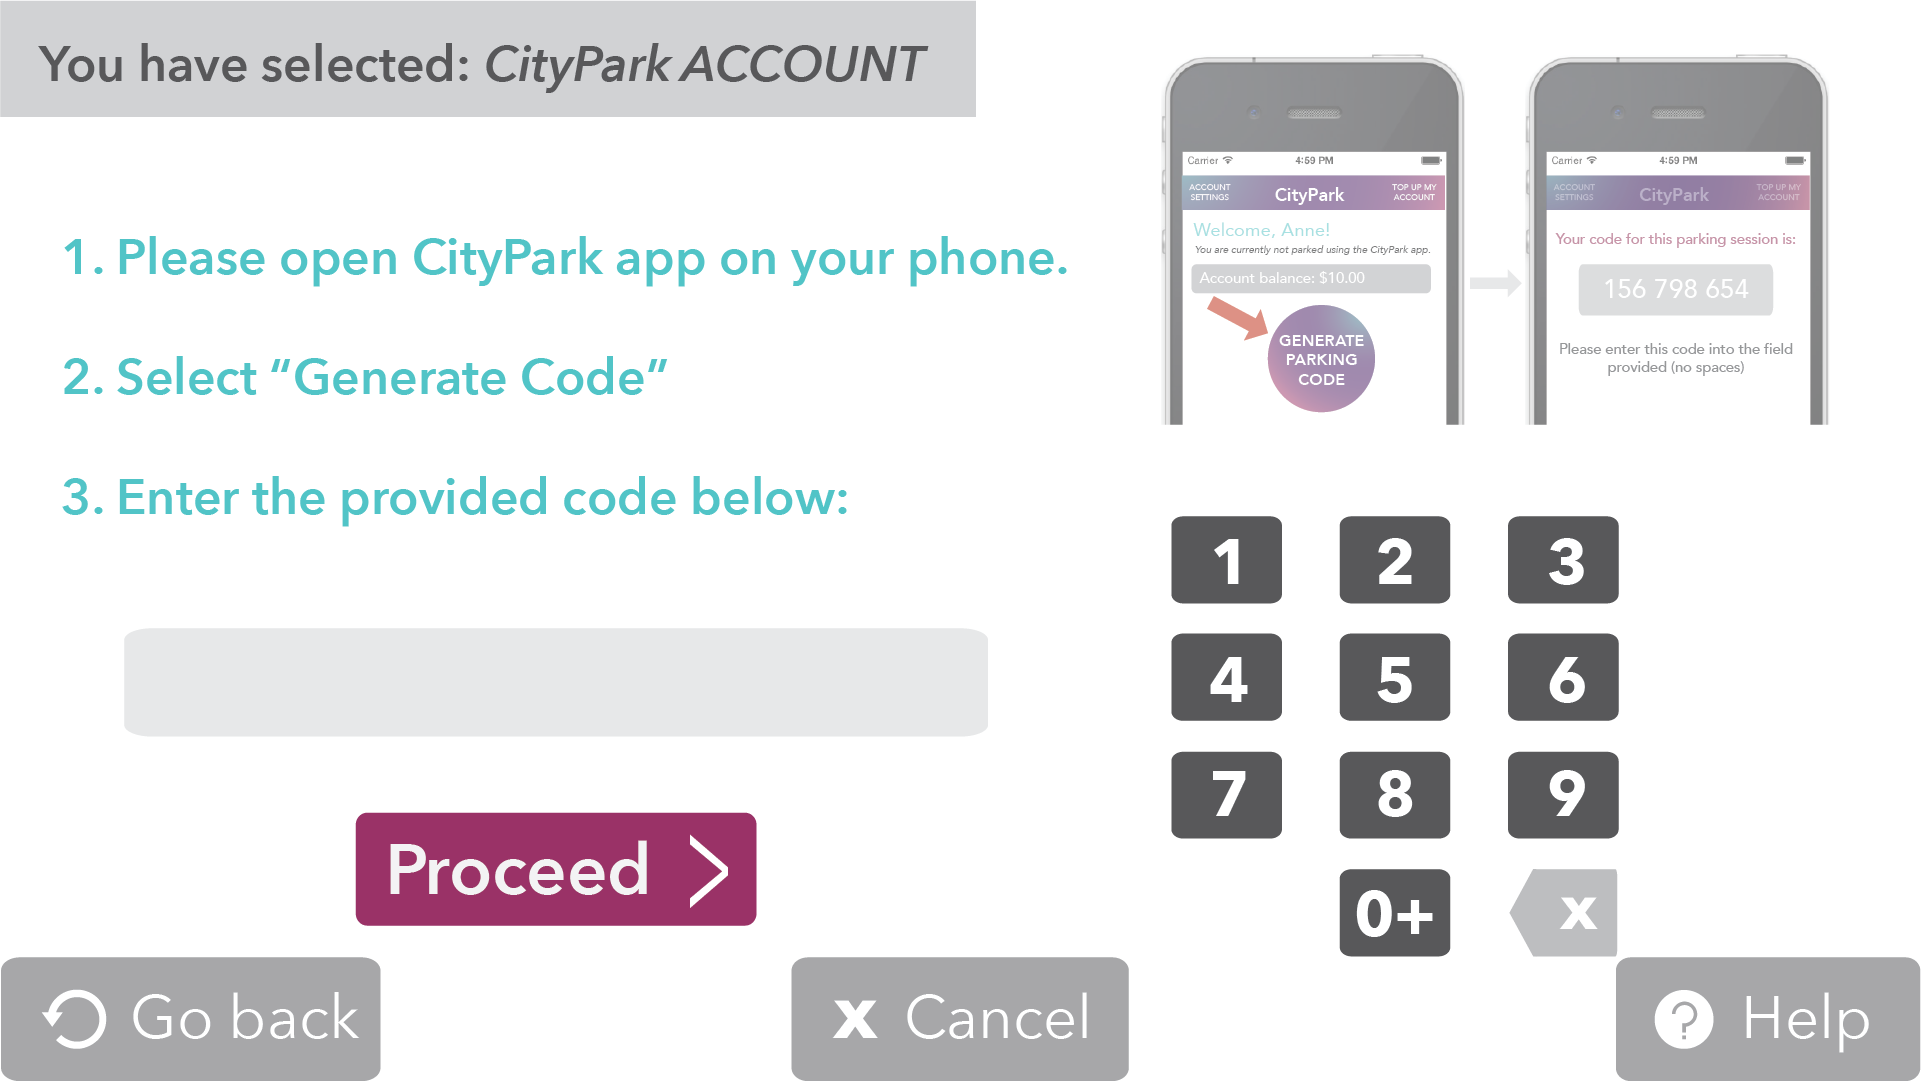 You have selected: CityPark ACCOUNT
1. Please open CityPark app on your phone.
2. Select “Generate Code”
3. Enter the provided code below:
Proceed
Go back
x Cancel
Carrier 4:59 PM
ACCOUNT SETTINGS
CityPark
TOP UP MY ACCOUNT
Welcome, Anne!
You are currently not parked using the CityPark app.
Account balance: $10.00
GENERATE
PARKING
CODE
Carrier 4:59 PM
ACCOUNT SETTINGS
CityPark
TOP UP MY ACCOUNT
Your code for this parking session is:
156 798 654
Please enter this code into the field
provided (no spaces)
1 2 3
4 5 6
7 8 9
0+ x
? Help